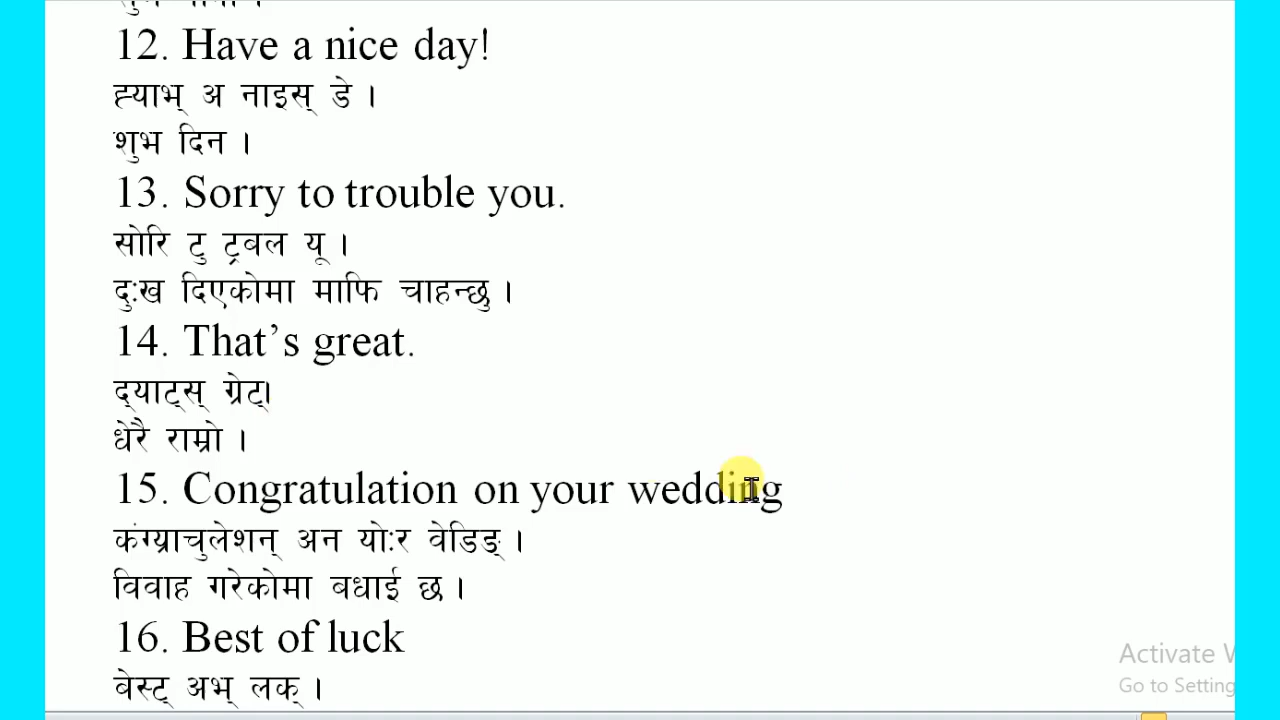 12. Have a nice day!
ह्याभ् अ नाइस् डे ।
शुभ दिन ।
13. Sorry to trouble you.
सोरि टु ट्रबल यू ।
दुःख दिएकोमा माफि चाहन्छु ।
14. That’s great.
द्याट्स् ग्रेट्।
धेरै राम्रो ।
15. Congratulation on your wedding
कंग्य्राचुलेशन् अन योःर वेडिङ् ।
विवाह गरेकोमा बधाई छ ।
16. Best of luck
बेस्ट् अभ् लक् ।
Activate
Go to Setting